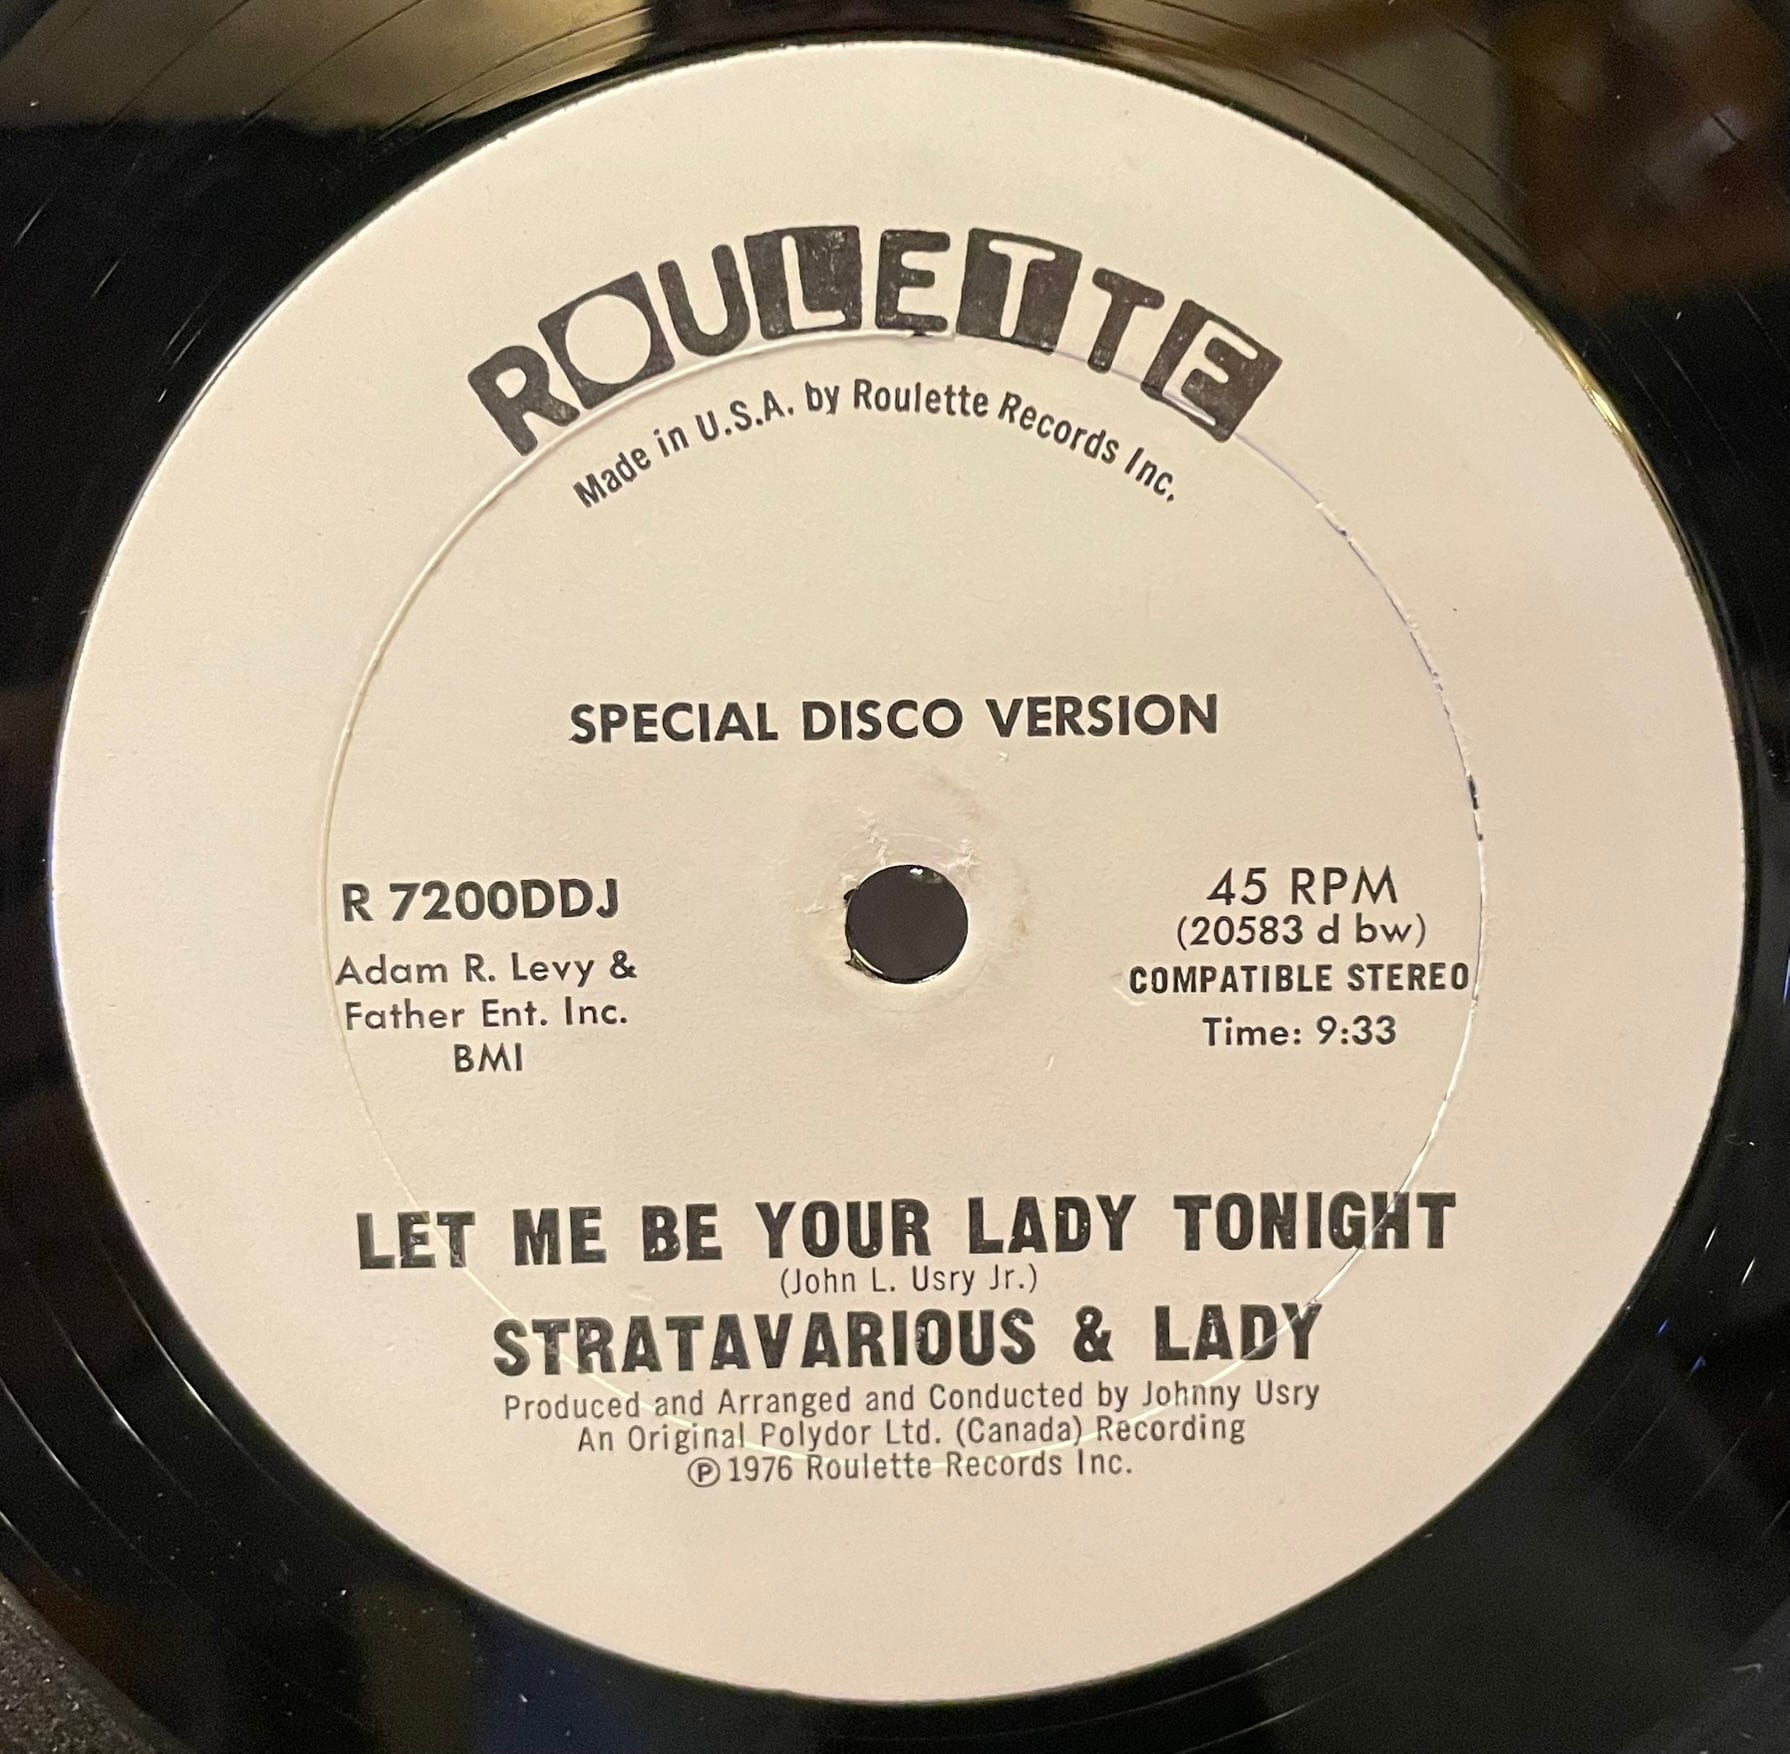 ROULETTE
Made in U.S.A. by Roulette Records Inc.
SPECIAL DISCO VERSION
R 7200DDJ
Adam R. Levy &
Father Ent. Inc.
BMI
45 RPM
(20583 d bw)
COMPATIBLE STEREO
Time: 9:33
LET ME BE YOUR LADY TONIGHT
(John L. Usry Jr.)
STRATAVARIOUS & LADY
Produced and Arranged and Conducted by Johnny Usry
An Original Polydor Ltd. (Canada) Recording
℗ 1976 Roulette Records Inc.